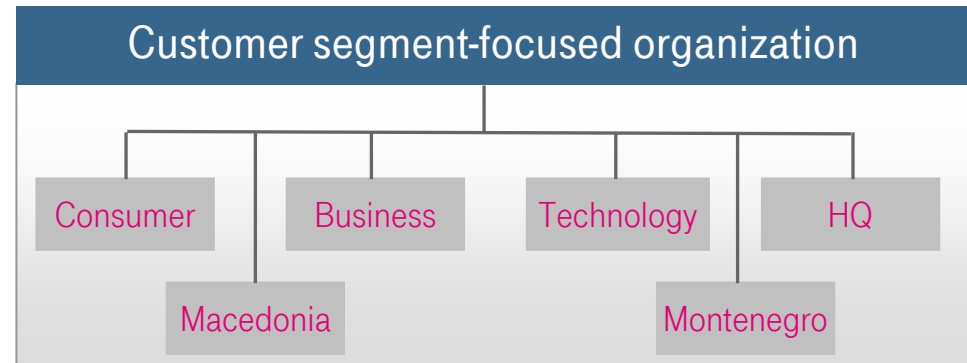 Customer segment-focused organization
Consumer
Business
Technology
HQ
Macedonia
Montenegro